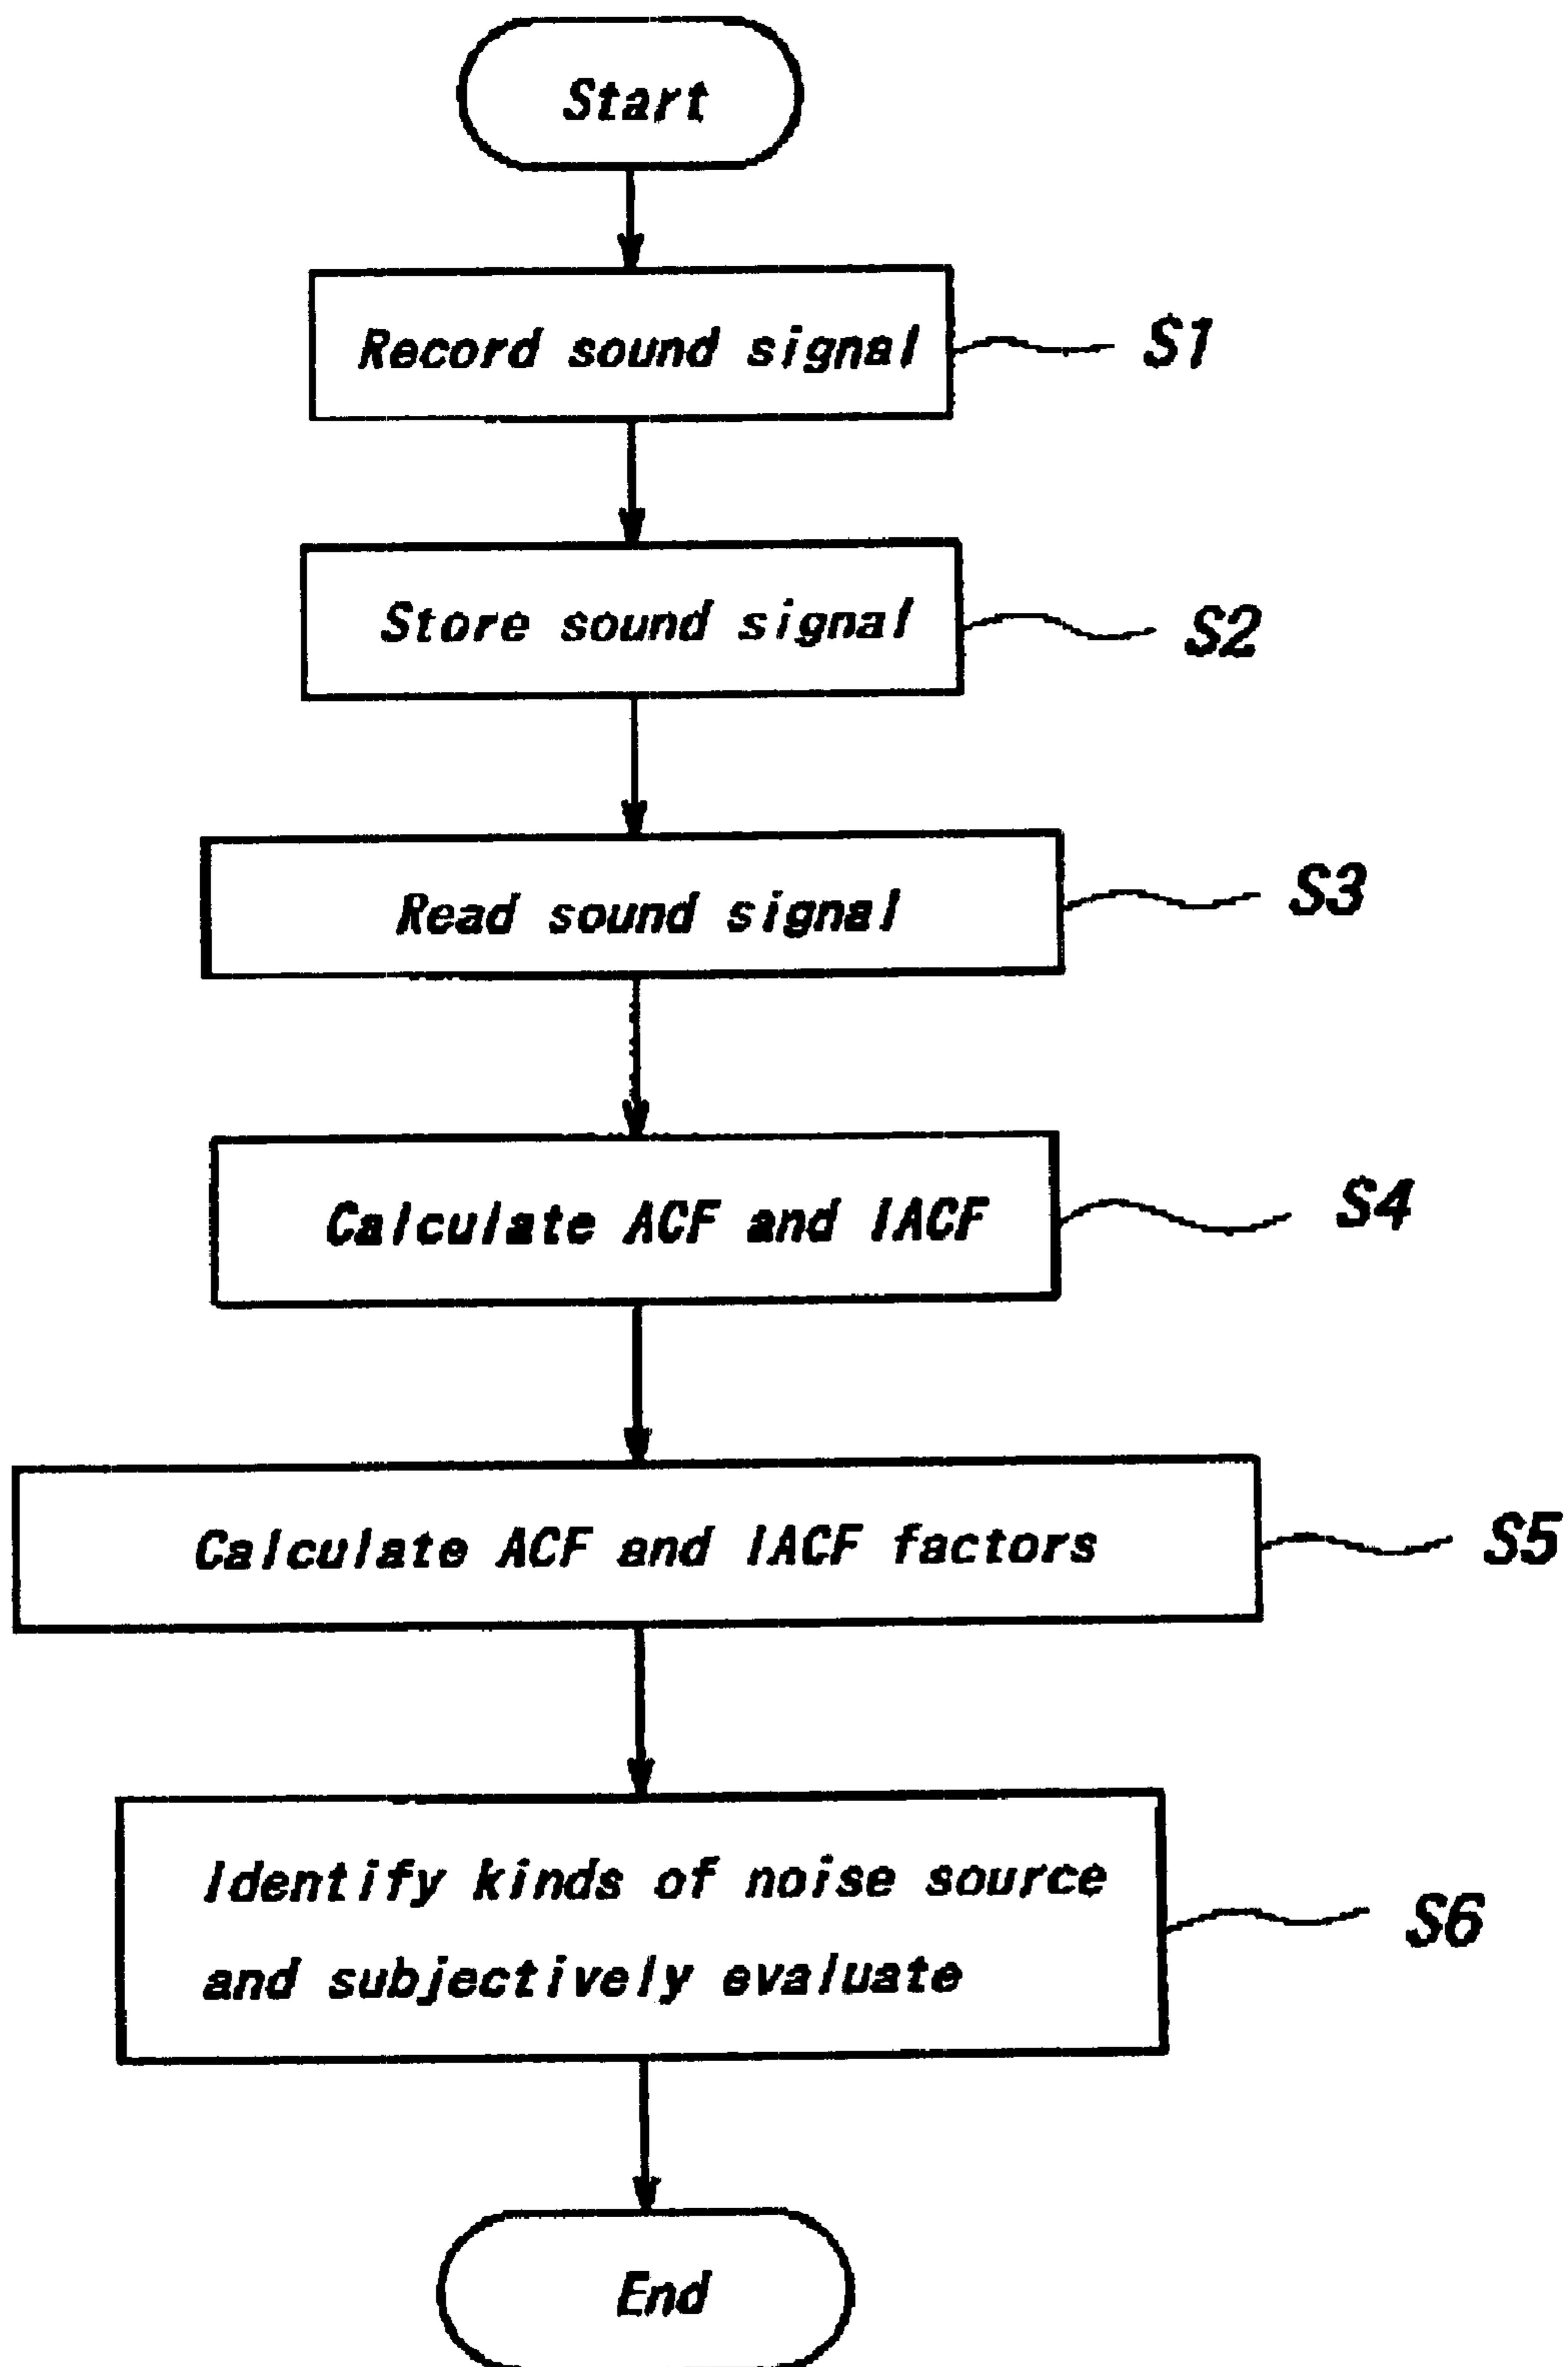 Start
Record sound signal
S1
Store sound signal
S2
Read sound signal
S3
Calculate ACF and IACF
S4
Calculate ACF and IACF factors
S5
Identify kinds of noise source
and subjectively evaluate
S6
End